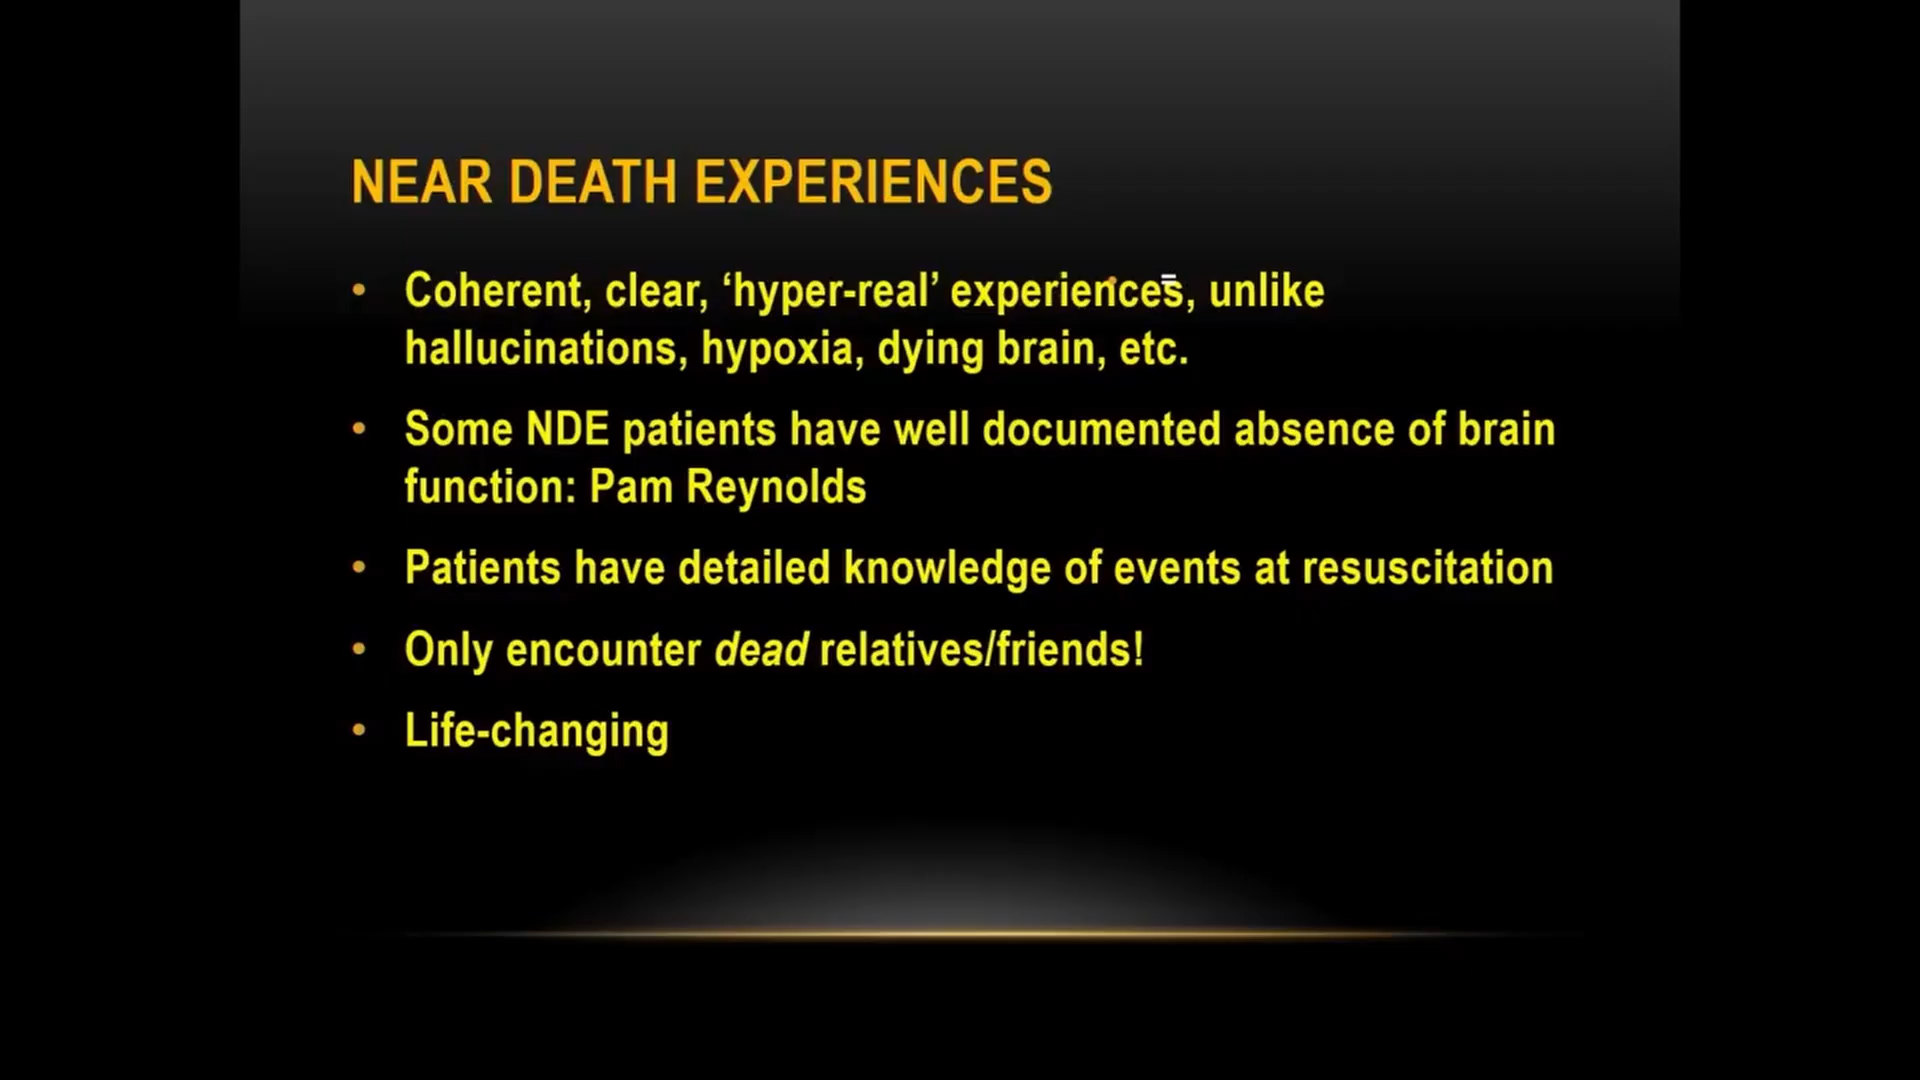 NEAR DEATH EXPERIENCES
• Coherent, clear, ‘hyper-real’ experiences, unlike
hallucinations, hypoxia, dying brain, etc.
• Some NDE patients have well documented absence of brain
function: Pam Reynolds
• Patients have detailed knowledge of events at resuscitation
• Only encounter dead relatives/friends!
• Life-changing